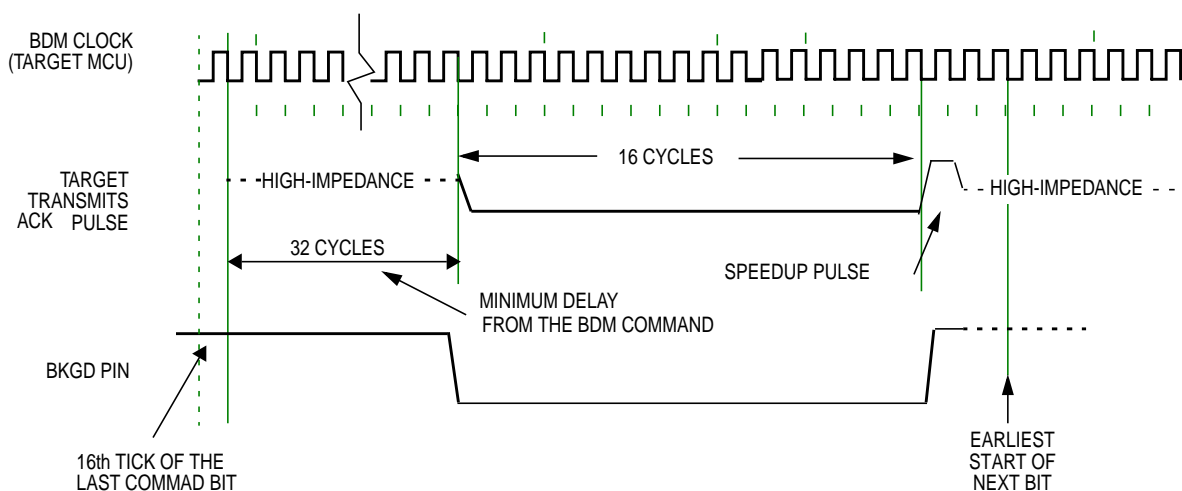 BDM CLOCK
(TARGET MCU)
16 CYCLES
TARGET
TRANSMITS
ACK PULSE
HIGH-IMPEDANCE
HIGH-IMPEDANCE
32 CYCLES
SPEEDUP PULSE
MINIMUM DELAY
FROM THE BDM COMMAND
BKGD PIN
16th TICK OF THE
LAST COMMAD BIT
EARLIEST
START OF
NEXT BIT